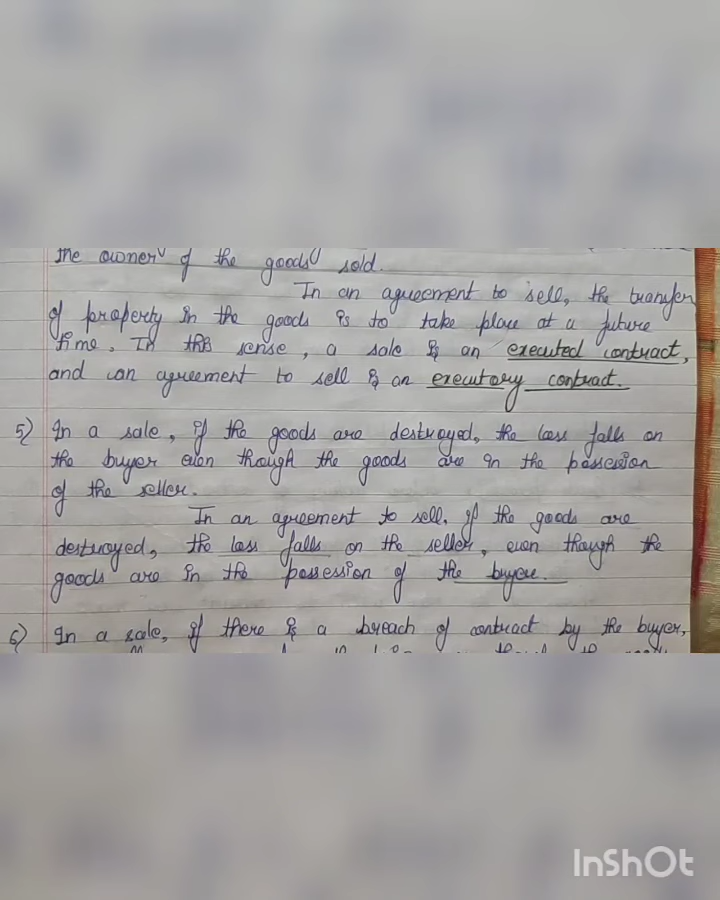 the owner of the goods sold.
In an agreement to sell, the transfer
of property in the goods is to take place at a future
time. In this sense, a sale is an executed contract,
and an agreement to sell is an executory contract.
5) In a sale, if the goods are destroyed, the loss falls on
the buyer even though the goods are in the possession
of the seller.
In an agreement to sell, if the goods are
destroyed, the loss falls on the seller, even though the
goods are in the possession of the buyer.
6) In a sale, if there is a breach of contract by the buyer,
InShOt